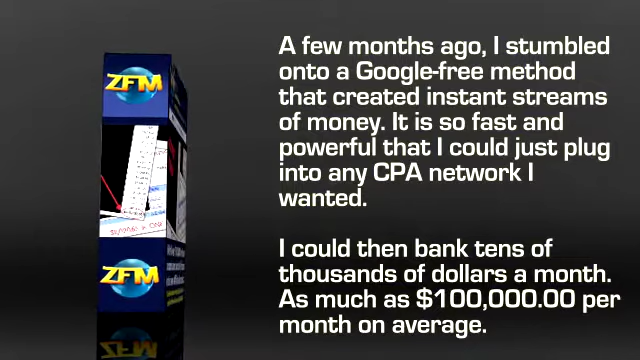 ZFM
ZFM
A few months ago, I stumbled
onto a Google-free method
that created instant streams
of money. It is so fast and
powerful that I could just plug
into any CPA network I
wanted.
I could then bank tens of
thousands of dollars a month.
As much as $100,000.00 per
month on average.